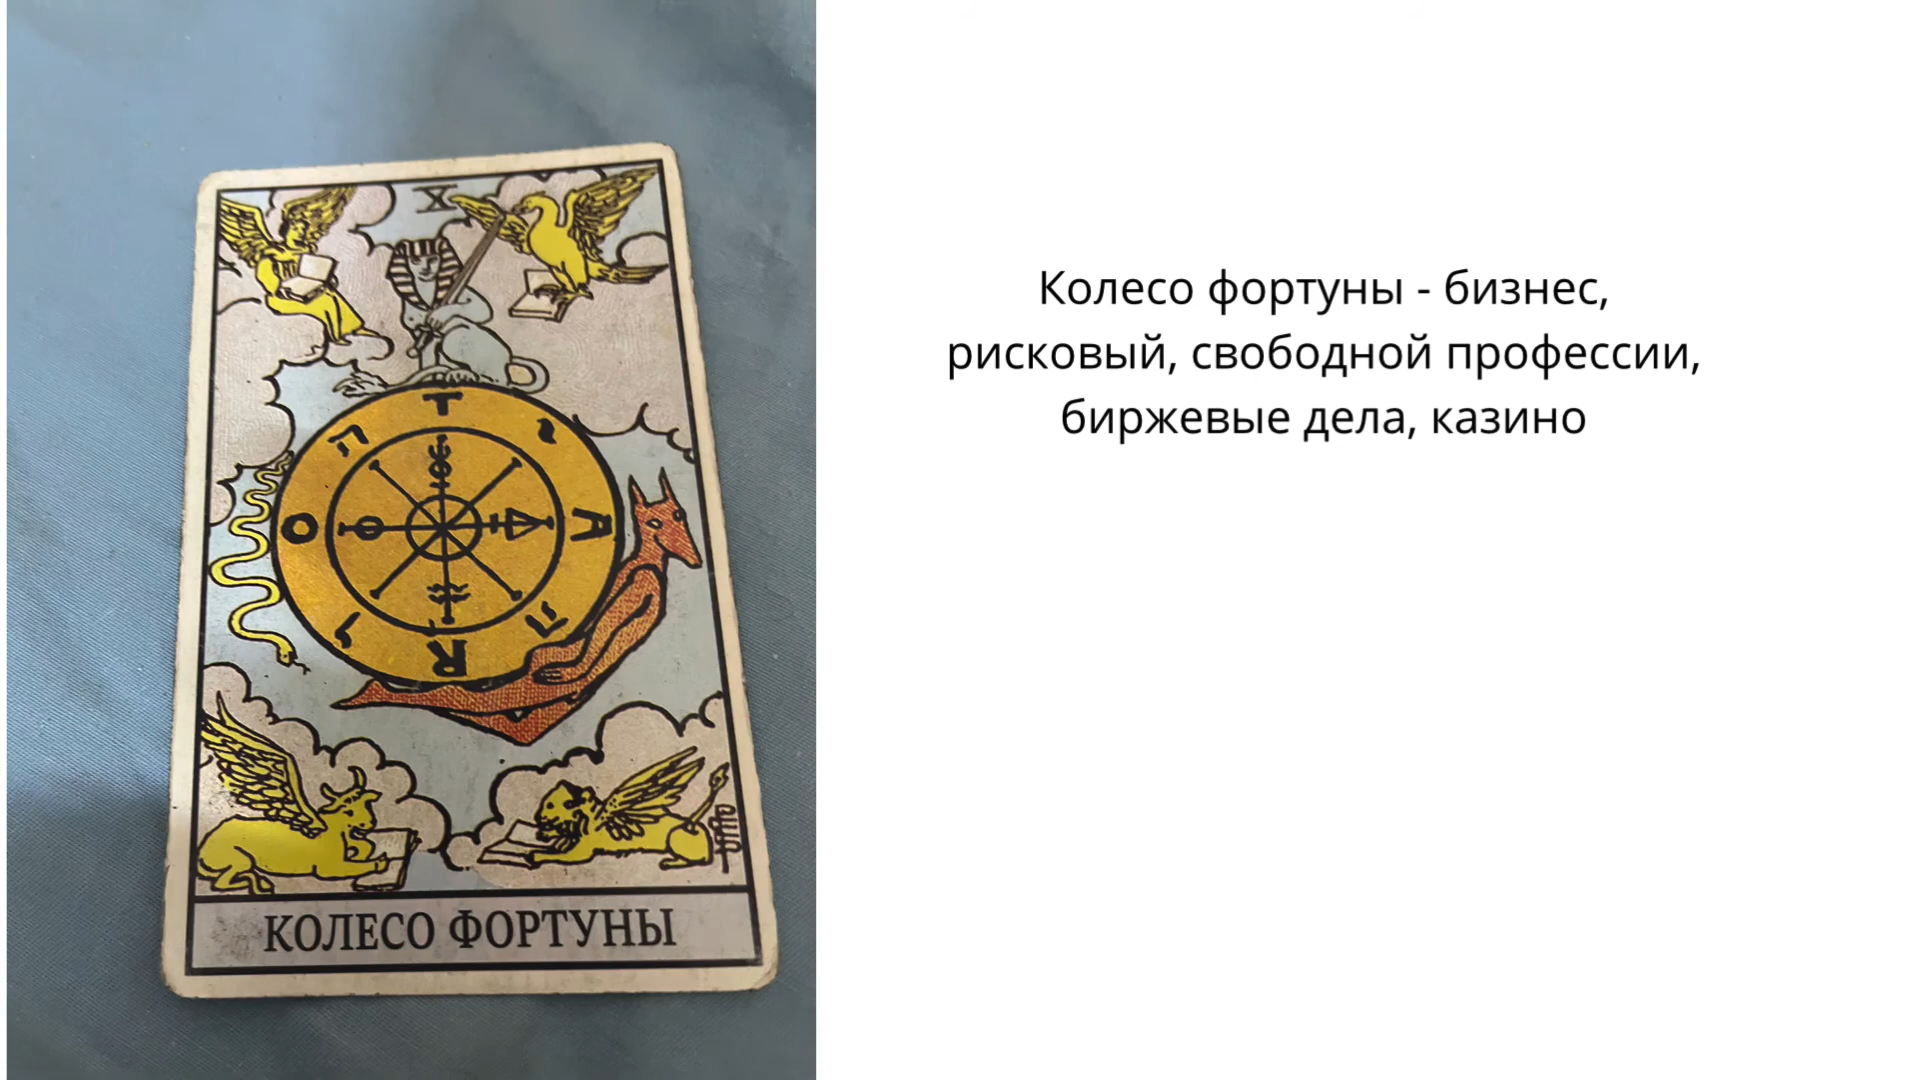 X
T
A
R
O
י
ה
ו
ה
КОЛЕСО ФОРТУНЫ
Колесо фортуны - бизнес,
рисковый, свободной профессии,
биржевые дела, казино